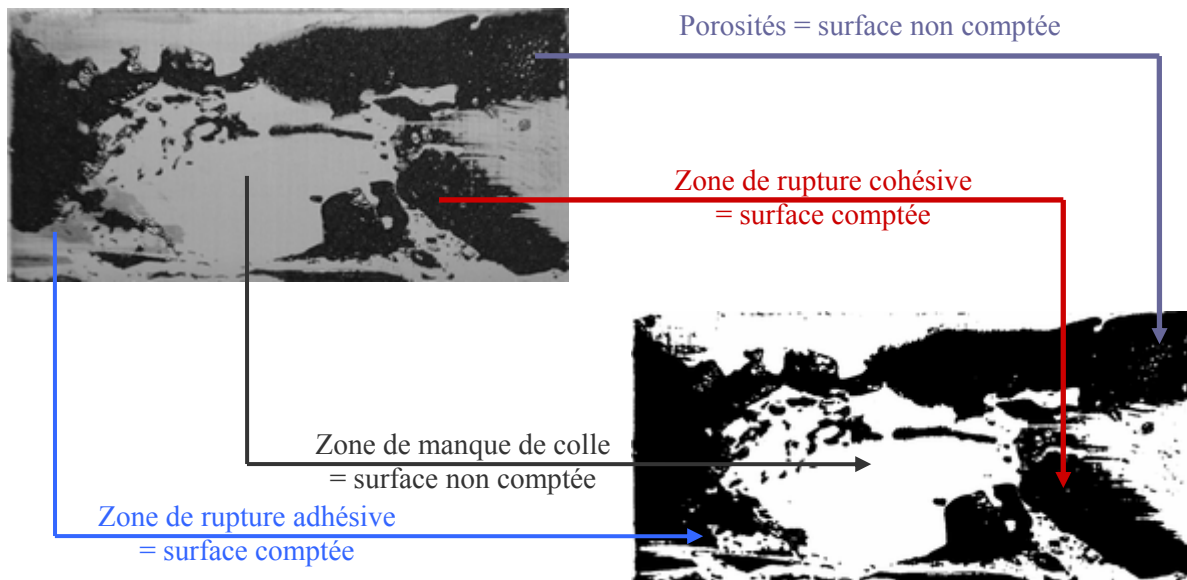 Porosités = surface non comptée
Zone de rupture cohésive
= surface comptée
Zone de manque de colle
= surface non comptée
Zone de rupture adhésive
= surface comptée